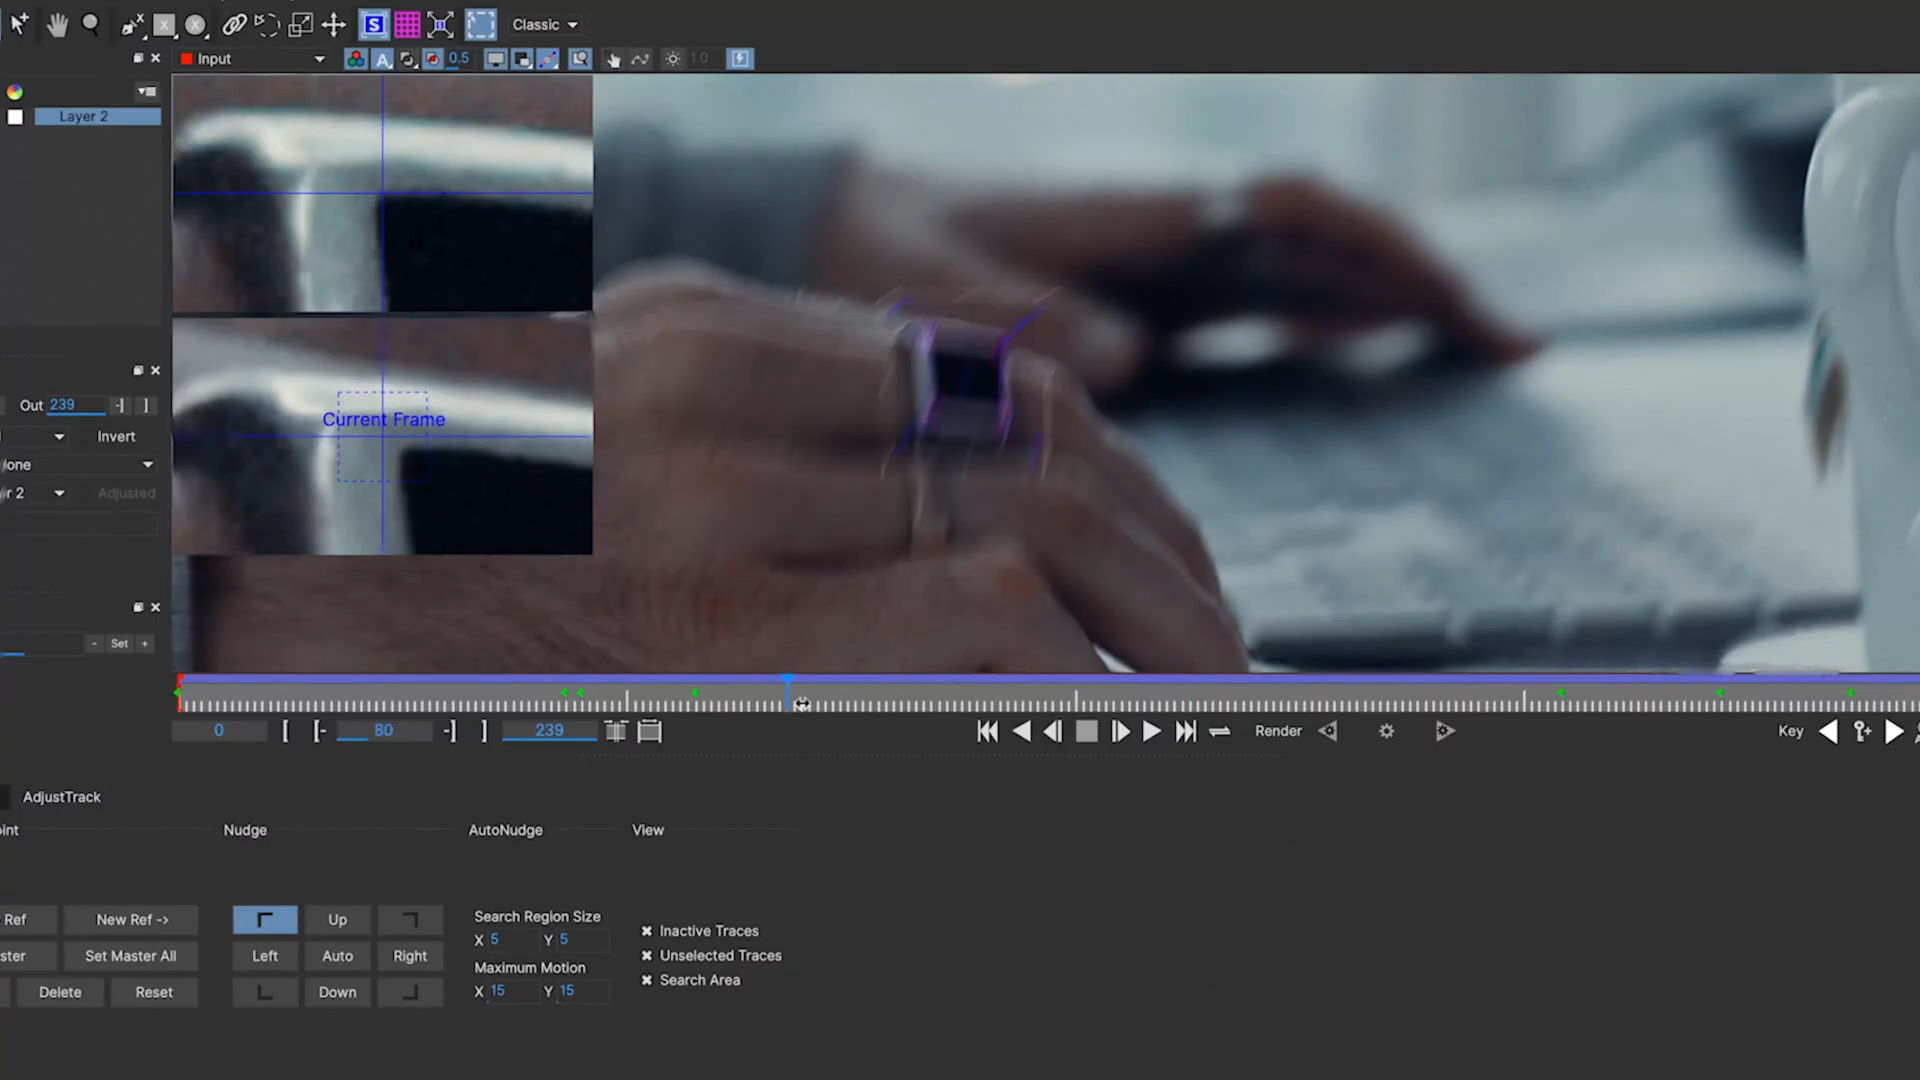 S
Classic
Input
A
0.5
1.0
Layer 2
Current Frame
Out 239
Invert
lone
r 2
Adjusted
- Set +
0
80
239
Render
Key
AdjustTrack
oint
Nudge
AutoNudge
View
Ref
New Ref ->
Up
Search Region Size
X 5 Y 5
Inactive Traces
ster
Set Master All
Left
Auto
Right
Unselected Traces
Maximum Motion
X 15 Y 15
Search Area
Delete
Reset
Down